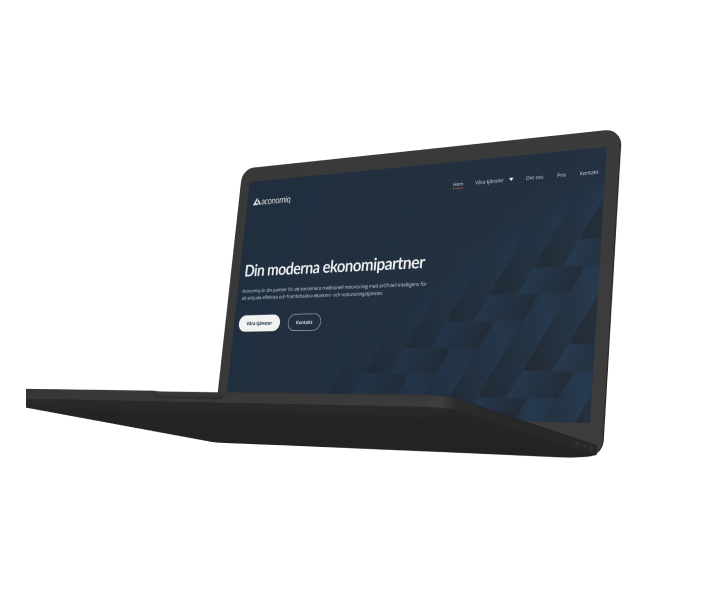 aconomiq
Hem Våra tjänster Om oss Pris Kontakt
Din moderna ekonomipartner
Aconomiq är din partner för att kombinera traditionell redovisning med artificiell intelligens för
att erbjuda effektiva och framtidssäkra ekonomi- och redovisningstjänster.
Våra tjänster Kontakt